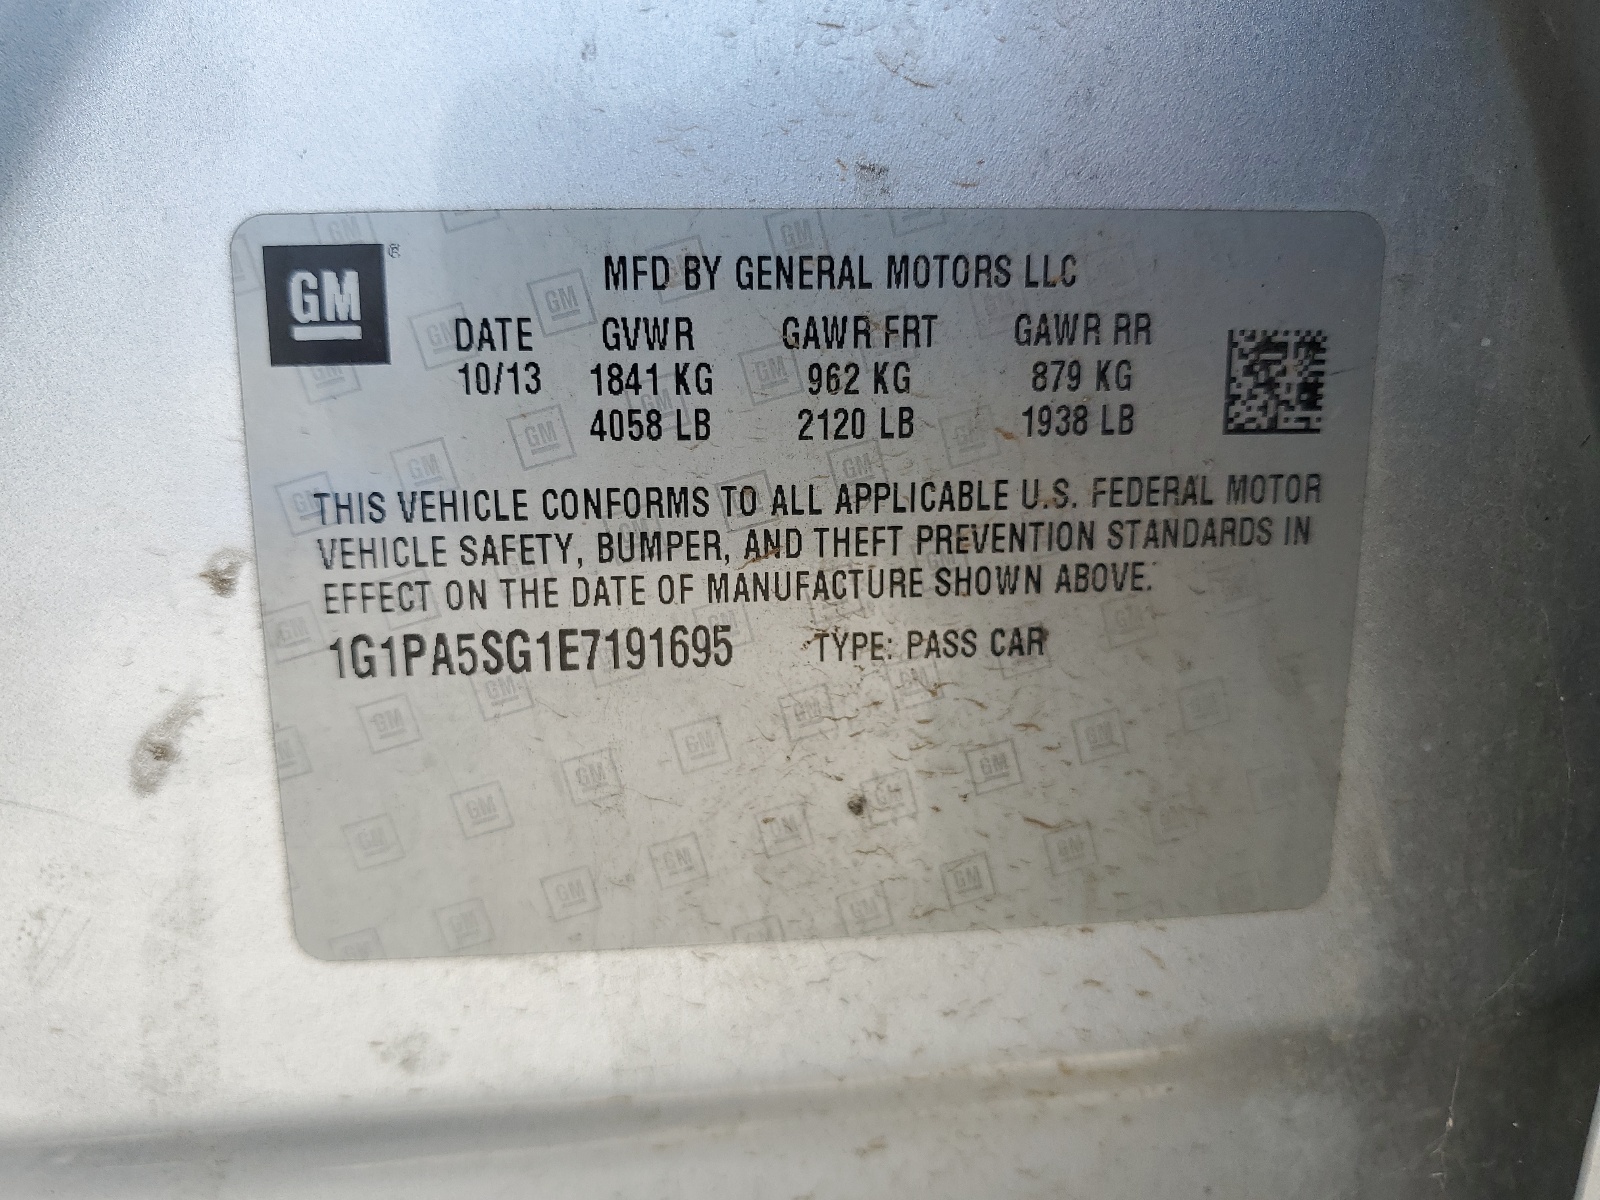 GM®
MFD BY GENERAL MOTORS LLC
DATE GVWR GAWR FRT GAWR RR
10/13 1841 KG 962 KG 879 KG
4058 LB 2120 LB 1938 LB
THIS VEHICLE CONFORMS TO ALL APPLICABLE U.S. FEDERAL MOTOR
VEHICLE SAFETY, BUMPER, AND THEFT PREVENTION STANDARDS IN
EFFECT ON THE DATE OF MANUFACTURE SHOWN ABOVE.
1G1PA5SG1E7191695 TYPE: PASS CAR